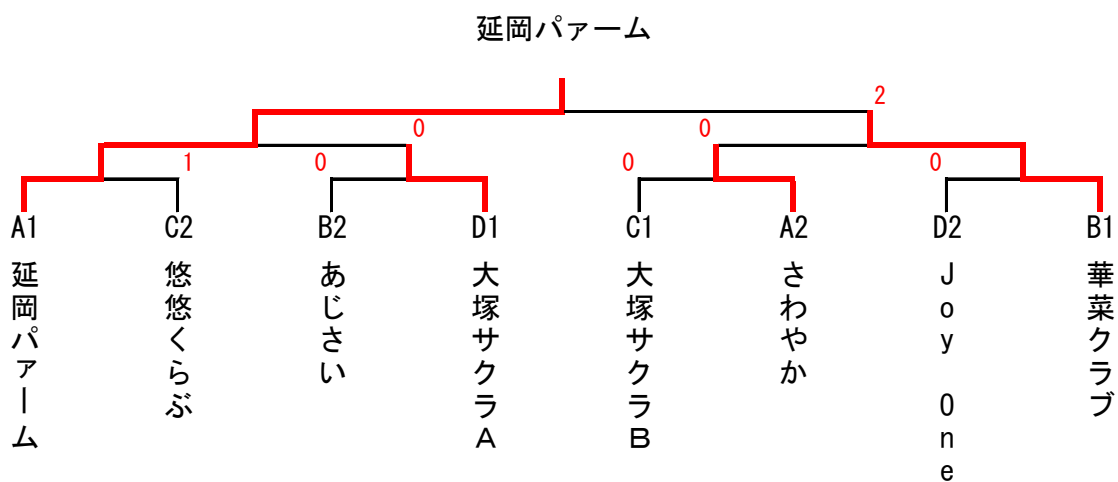 延岡パァーム
2
0
0
1
0
0
0
A1
C2
B2
D1
C1
A2
D2
B1
延岡パァーム
悠悠くらぶ
あじさい
大塚サクラA
大塚サクラB
さわやか
Joy One
華菜クラブ